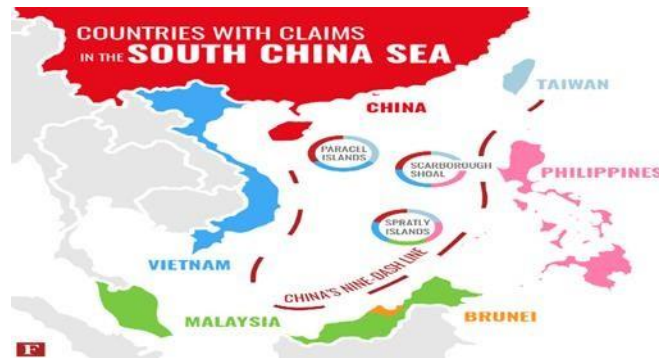 COUNTRIES WITH CLAIMS
IN THE SOUTH CHINA SEA
TAIWAN
CHINA
PARACEL
ISLANDS
SCARBOROUGH
SHOAL
PHILIPPINES
SPRATLY
ISLANDS
VIETNAM
CHINA'S NINE-DASH LINE
MALAYSIA
BRUNEI
F